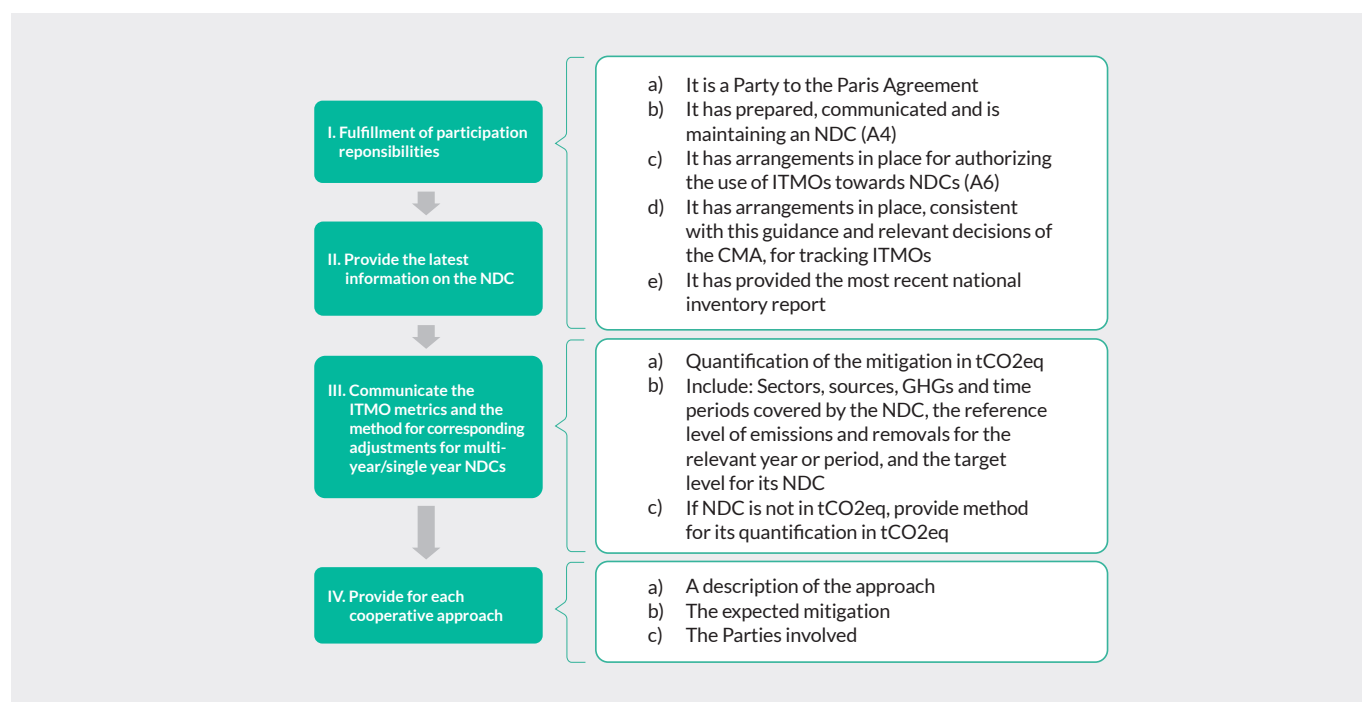 I. Fulfillment of participation
reponsibilities
a) It is a Party to the Paris Agreement
b) It has prepared, communicated and is
maintaining an NDC (A4)
c) It has arrangements in place for authorizing
the use of ITMOs towards NDCs (A6)
d) It has arrangements in place, consistent
with this guidance and relevant decisions of
the CMA, for tracking ITMOs
e) It has provided the most recent national
inventory report
II. Provide the latest
information on the NDC
III. Communicate the
ITMO metrics and the
method for corresponding
adjustments for multi-
year/single year NDCs
a) Quantification of the mitigation in tCO2eq
b) Include: Sectors, sources, GHGs and time
periods covered by the NDC, the reference
level of emissions and removals for the
relevant year or period, and the target
level for its NDC
c) If NDC is not in tCO2eq, provide method
for its quantification in tCO2eq
IV. Provide for each
cooperative approach
a) A description of the approach
b) The expected mitigation
c) The Parties involved